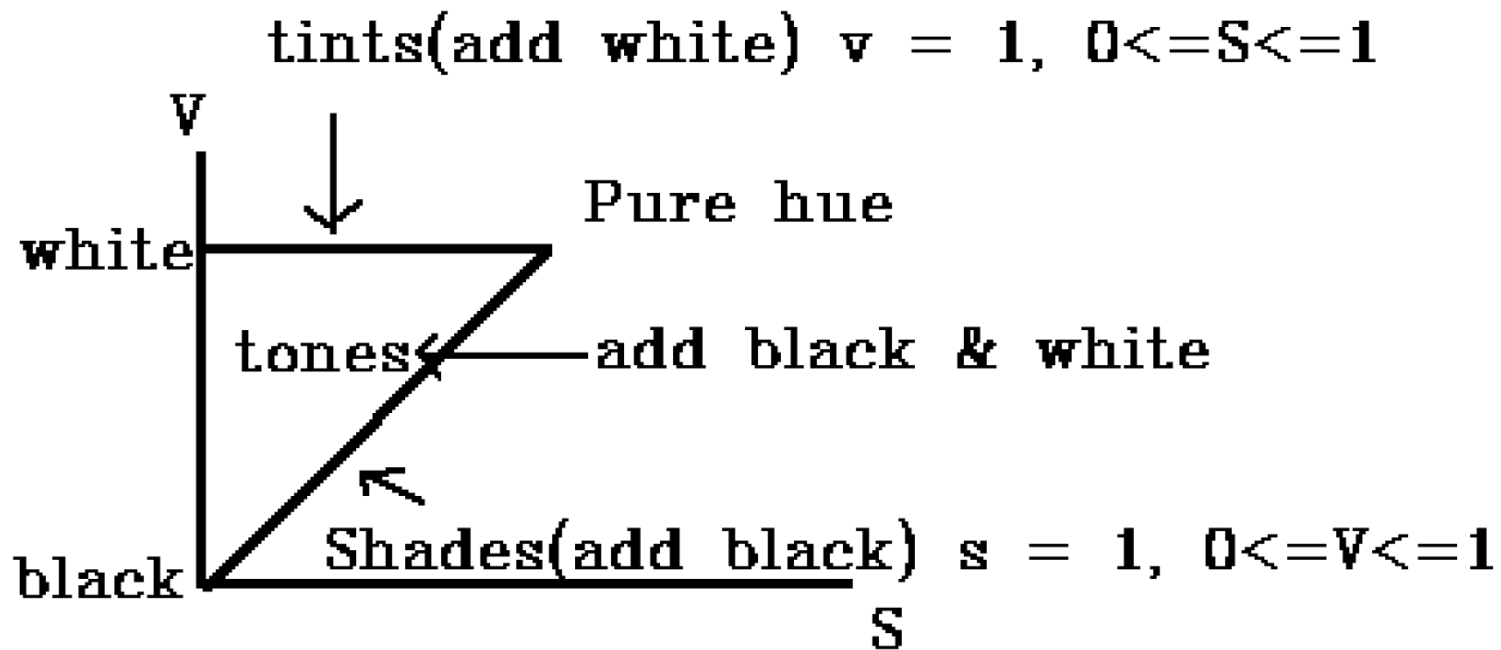 tints(add white) v = 1, 0<=S<=1
V
Pure hue
white
tones
add black & white
Shades(add black) s = 1, 0<=V<=1
black
S